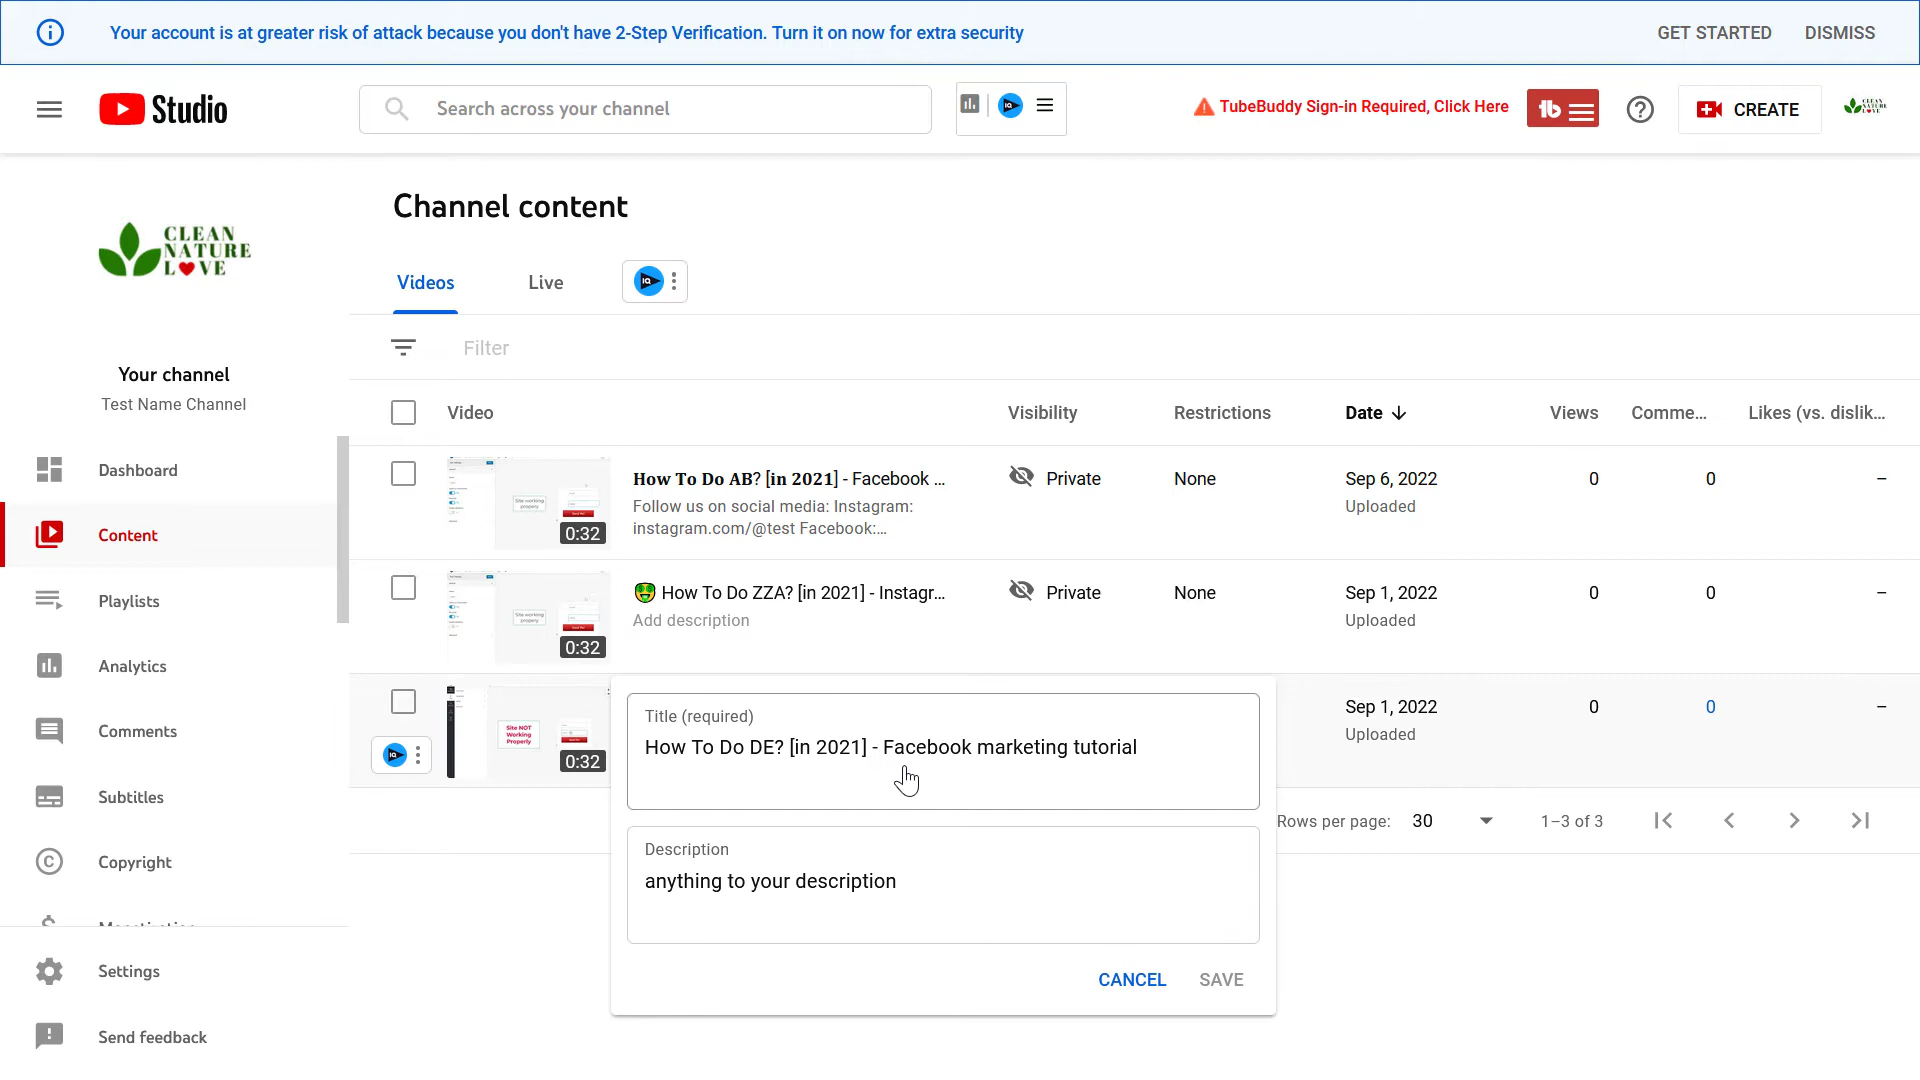 Your account is at greater risk of attack because you don't have 2-Step Verification. Turn it on now for extra security
GET STARTED
DISMISS
Studio
Search across your channel
TubeBuddy Sign-in Required, Click Here
CREATE
CLEAN
NATURE
LOVE
Your channel
Test Name Channel
Dashboard
Content
Playlists
Analytics
Comments
Subtitles
Copyright
Settings
Send feedback
Channel content
Videos
Live
Filter
Video
Visibility
Restrictions
Date
Views
Comme...
Likes (vs. dislik...
0:32
How To Do AB? [in 2021] - Facebook ...
Follow us on social media: Instagram:
instagram.com/@test Facebook:...
Private
None
Sep 6, 2022
Uploaded
0
0
–
0:32
🤑 How To Do ZZA? [in 2021] - Instagr...
Add description
Private
None
Sep 1, 2022
Uploaded
0
0
–
Site NOT
Working
Properly
0:32
Title (required)
How To Do DE? [in 2021] - Facebook marketing tutorial
Description
anything to your description
CANCEL
SAVE
Sep 1, 2022
Uploaded
0
0
–
Rows per page:
30
1–3 of 3